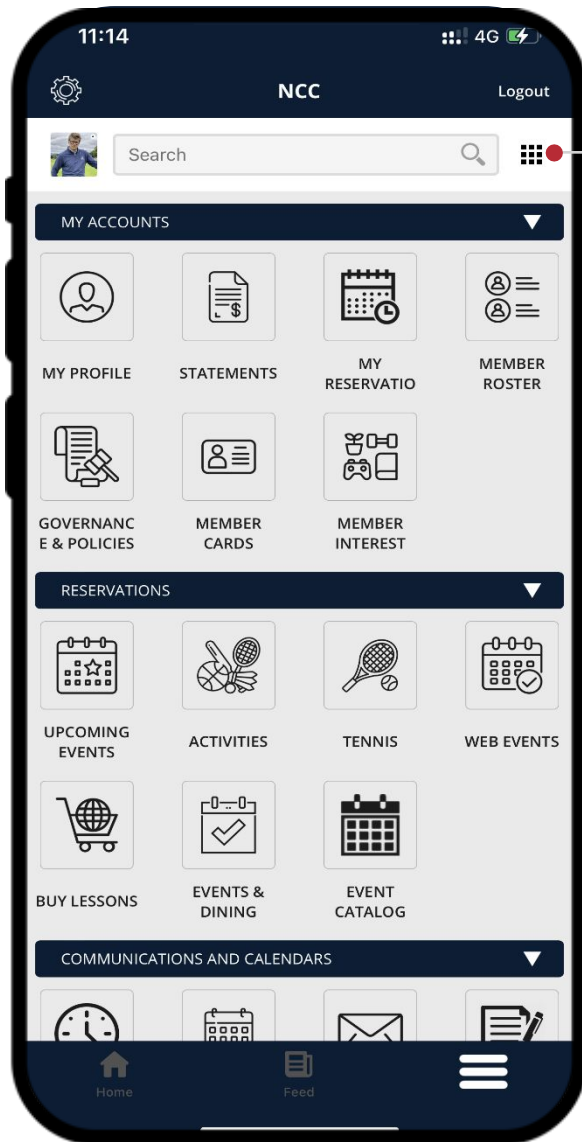 11:14
4G
NCC
Logout
Search
MY ACCOUNTS
MY PROFILE
STATEMENTS
MY
RESERVATIO
MEMBER
ROSTER
GOVERNANC
E & POLICIES
MEMBER
CARDS
MEMBER
INTEREST
RESERVATIONS
UPCOMING
EVENTS
ACTIVITIES
TENNIS
WEB EVENTS
BUY LESSONS
EVENTS &
DINING
EVENT
CATALOG
COMMUNICATIONS AND CALENDARS
Home
Feed